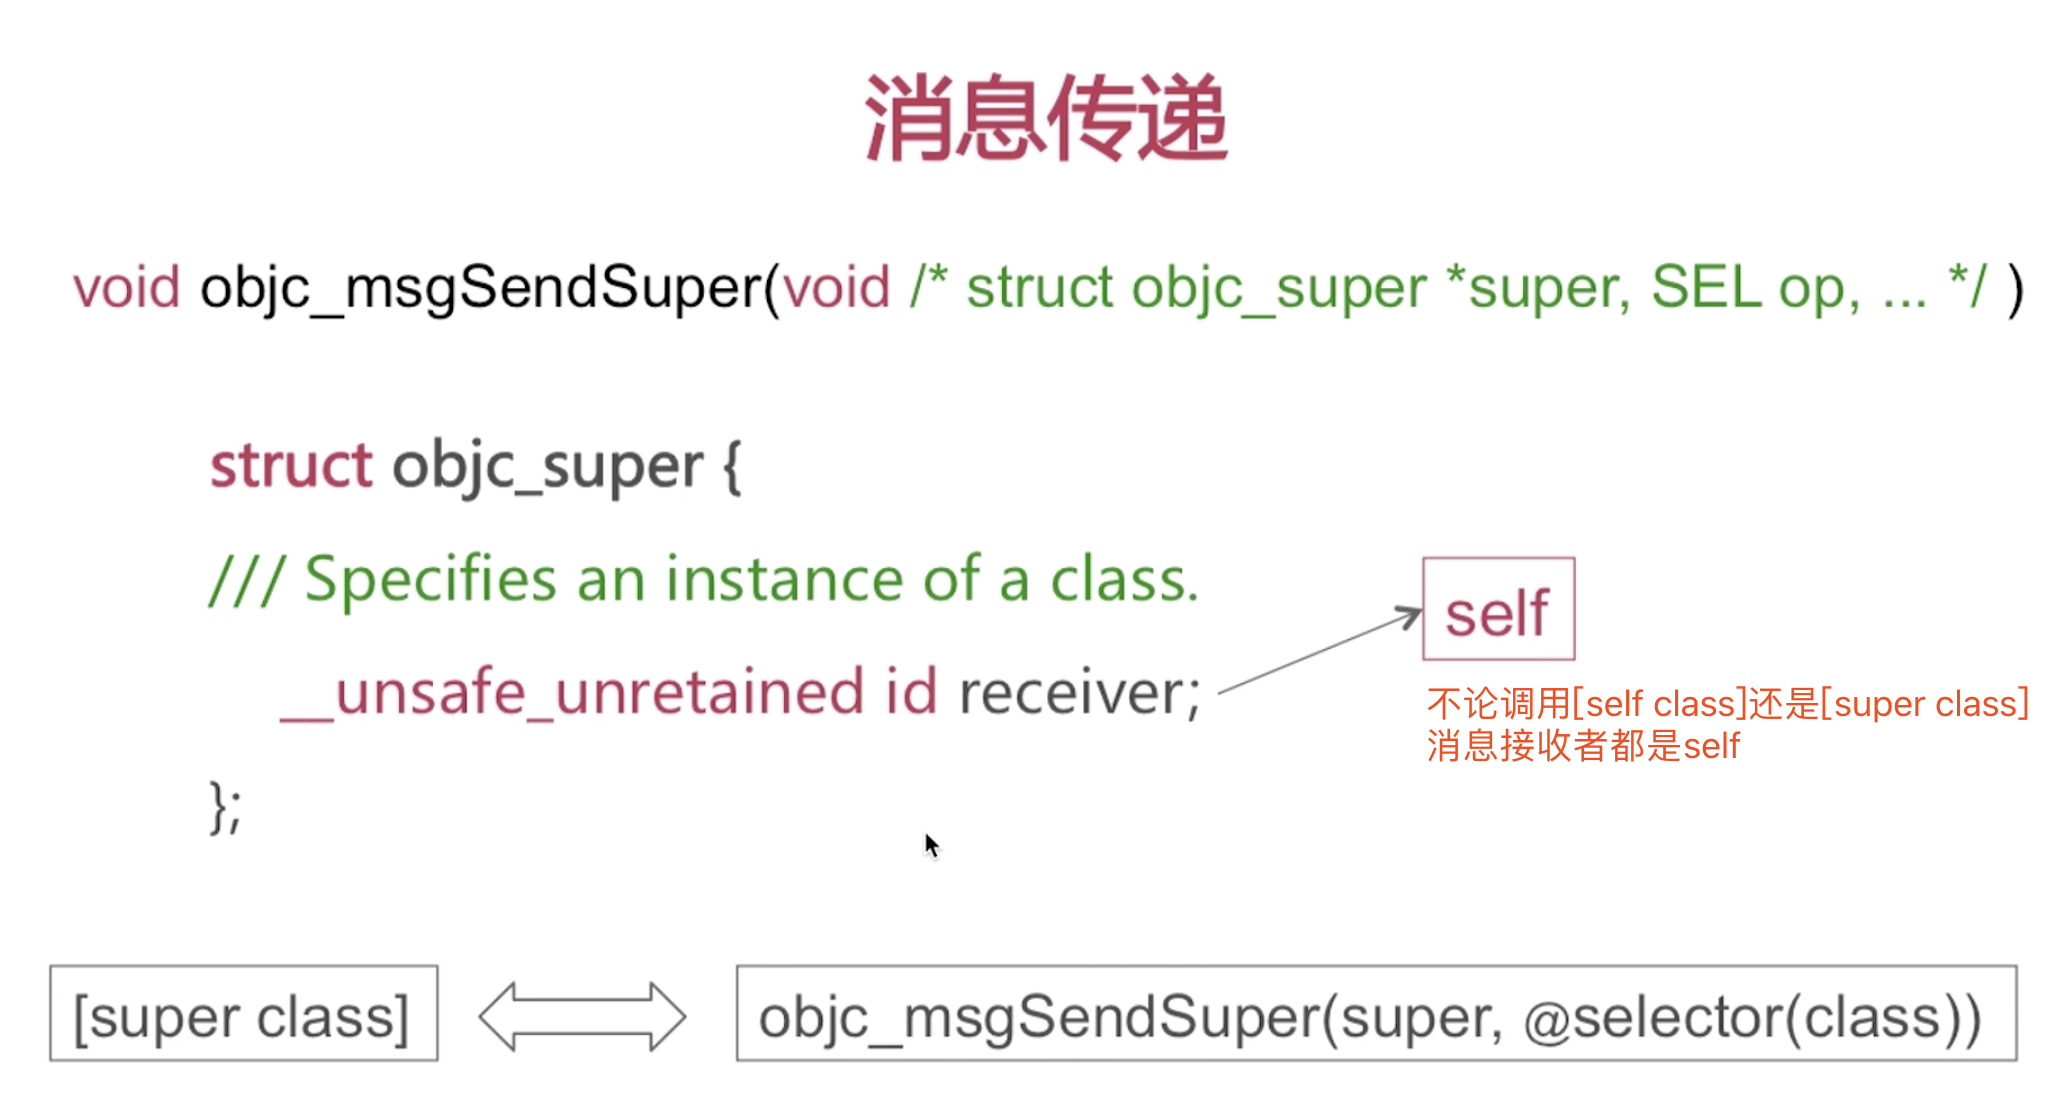 消息传递
void objc_msgSendSuper(void /* struct objc_super *super, SEL op, ... */ )
struct objc_super {
/// Specifies an instance of a class.
__unsafe_unretained id receiver;
self
不论调用[self class]还是[super class]
消息接收者都是self
};
[super class]
objc_msgSendSuper(super, @selector(class))